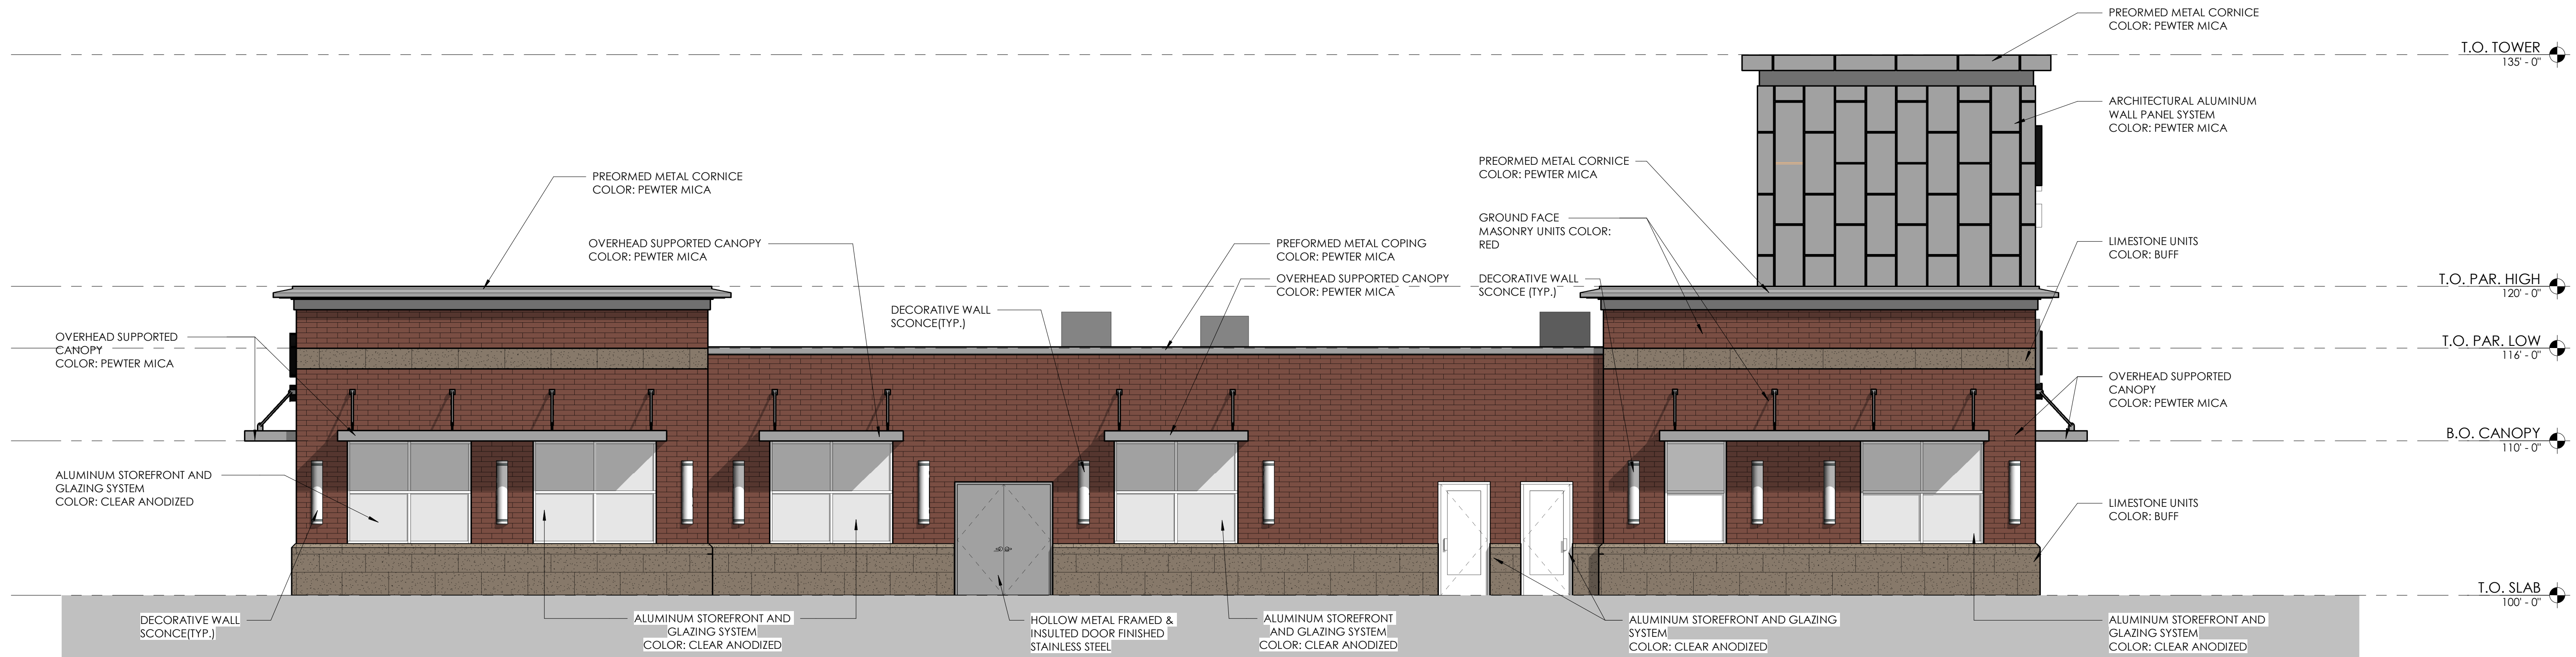 PREORMED METAL CORNICE
COLOR: PEWTER MICA
T.O. TOWER
135' - 0"
ARCHITECTURAL ALUMINUM
WALL PANEL SYSTEM
COLOR: PEWTER MICA
PREORMED METAL CORNICE
COLOR: PEWTER MICA
PREORMED METAL CORNICE
COLOR: PEWTER MICA
GROUND FACE
MASONRY UNITS COLOR:
RED
OVERHEAD SUPPORTED CANOPY
COLOR: PEWTER MICA
PREFORMED METAL COPING
COLOR: PEWTER MICA
LIMESTONE UNITS
COLOR: BUFF
OVERHEAD SUPPORTED CANOPY
COLOR: PEWTER MICA
DECORATIVE WALL
SCONCE (TYP.)
T.O. PAR. HIGH
120' - 0"
DECORATIVE WALL
SCONCE(TYP.)
OVERHEAD SUPPORTED
CANOPY
COLOR: PEWTER MICA
T.O. PAR. LOW
116' - 0"
OVERHEAD SUPPORTED
CANOPY
COLOR: PEWTER MICA
B.O. CANOPY
110' - 0"
ALUMINUM STOREFRONT AND
GLAZING SYSTEM
COLOR: CLEAR ANODIZED
LIMESTONE UNITS
COLOR: BUFF
T.O. SLAB
100' - 0"
DECORATIVE WALL
SCONCE(TYP.)
ALUMINUM STOREFRONT AND
GLAZING SYSTEM
COLOR: CLEAR ANODIZED
HOLLOW METAL FRAMED &
INSULTED DOOR FINISHED
STAINLESS STEEL
ALUMINUM STOREFRONT
AND GLAZING SYSTEM
COLOR: CLEAR ANODIZED
ALUMINUM STOREFRONT AND GLAZING
SYSTEM
COLOR: CLEAR ANODIZED
ALUMINUM STOREFRONT AND
GLAZING SYSTEM
COLOR: CLEAR ANODIZED